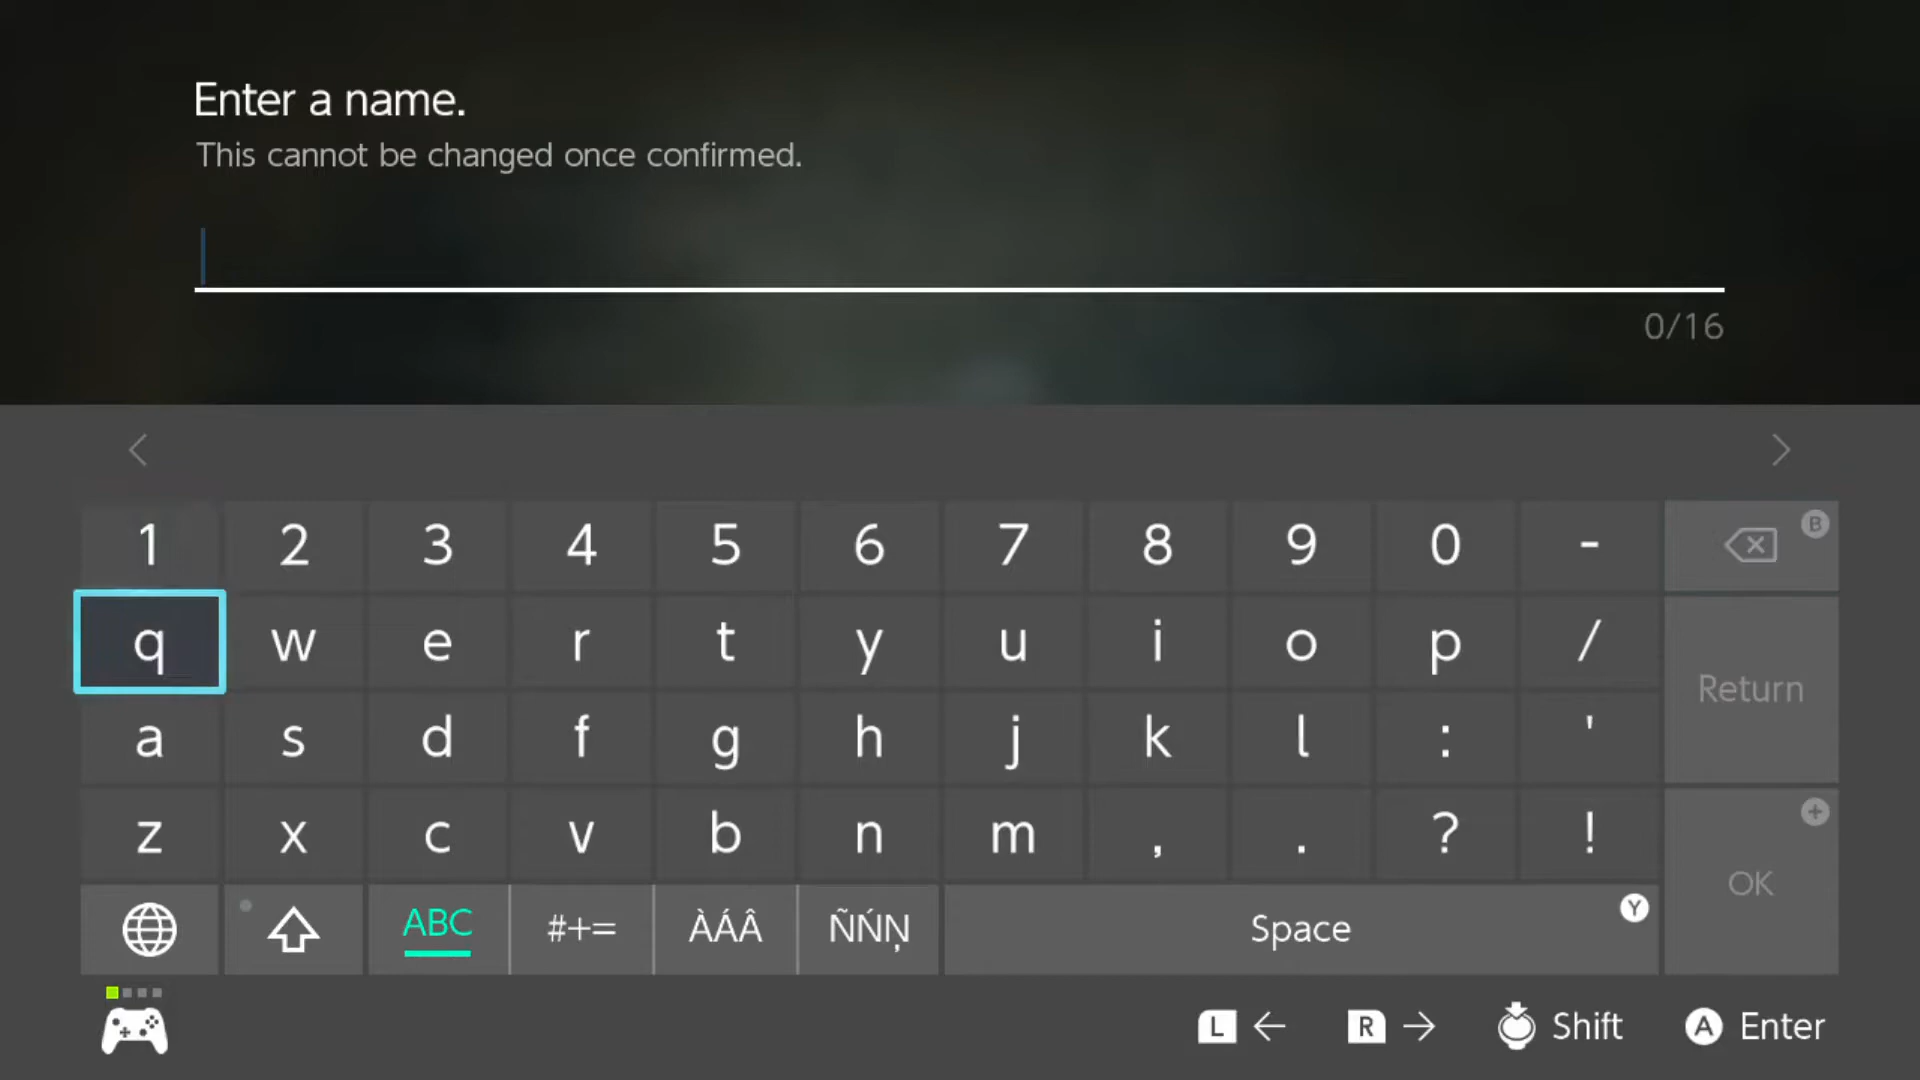 Enter a name.
This cannot be changed once confirmed.
0/16
1 2 3 4 5 6 7 8 9 0 - B
q w e r t y u i o p / Return
a s d f g h j k l : '
z x c v b n m , . ? ! + OK
ABC #+= ÀÁÂ ÑŃŅ Space Y
L ← R → Shift A Enter